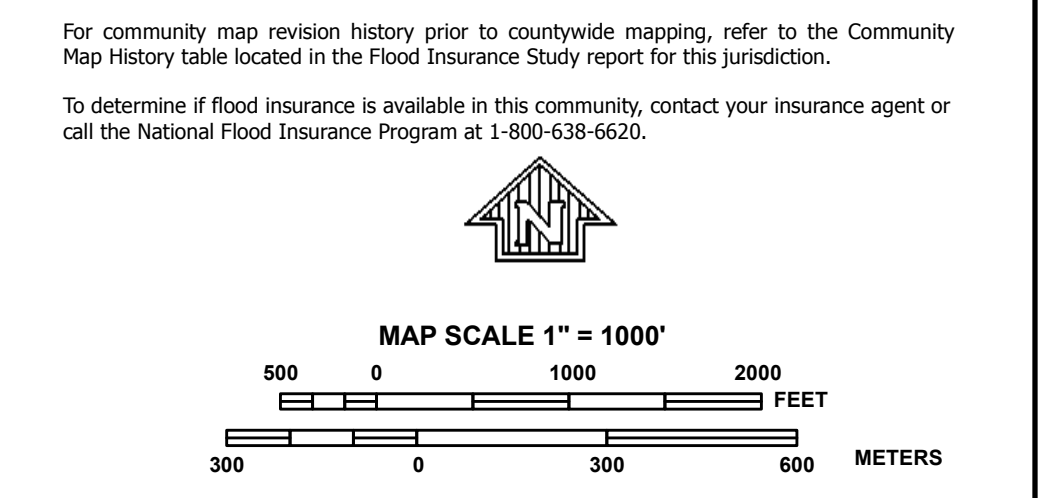 For community map revision history prior to countywide mapping, refer to the Community
Map History table located in the Flood Insurance Study report for this jurisdiction.
To determine if flood insurance is available in this community, contact your insurance agent or
call the National Flood Insurance Program at 1-800-638-6620.
N
MAP SCALE 1" = 1000'
500 0 1000 2000
FEET
300 0 300 600
METERS